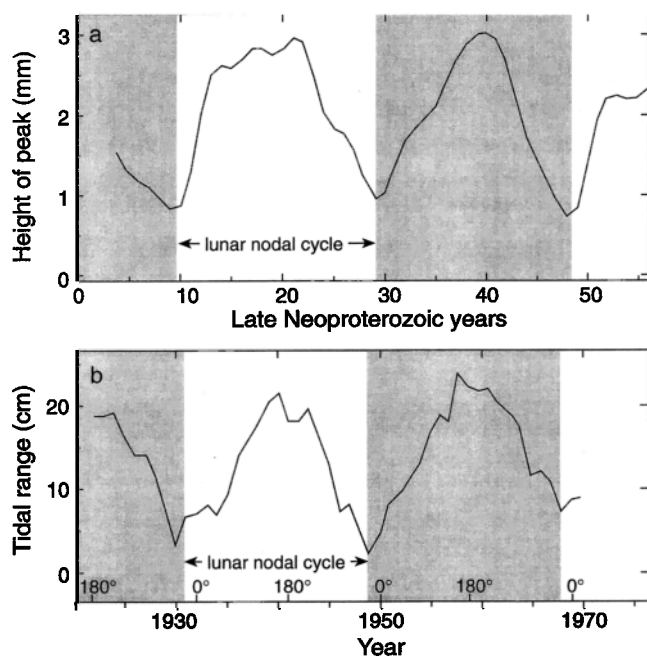 a
Height of peak (mm)
3
2
1
0
lunar nodal cycle
0 10 20 30 40 50
Late Neoproterozoic years
b
Tidal range (cm)
20
10
0
lunar nodal cycle
180° 0° 180° 0° 180° 0°
1930 1950 1970
Year